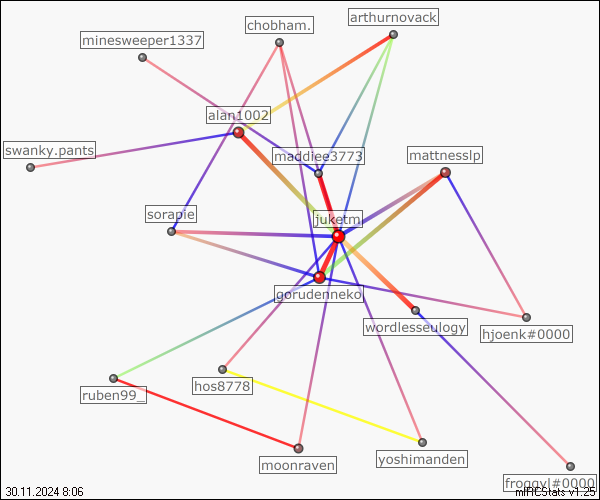 arthurnovack
chobham.
minesweeper1337
alan1002
swanky.pants
maddiee3773
mattnesslp
sorapie
juketm
gorudenneko
wordlesseulogy
hjoenk#0000
hos8778
ruben99_
yoshimanden
moonraven
froggyl#0000
30.11.2024 8:06
mIRCStats v1.25